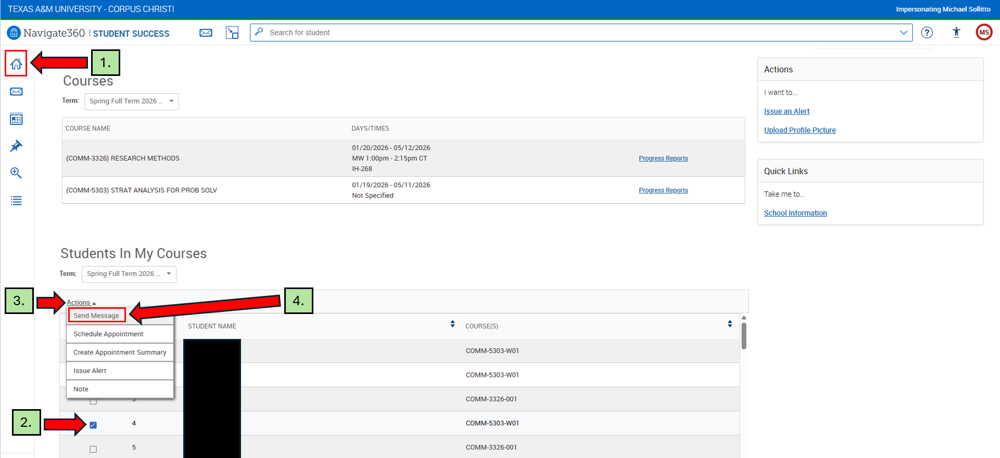 TEXAS A&M UNIVERSITY - CORPUS CHRISTI
Impersonating Michael Sollitto
Navigate360 | STUDENT SUCCESS
Search for student
?
MS
1.
Courses
Term: Spring Full Term 2026 ...
COURSE NAME DAYS/TIMES
(COMM-3326) RESEARCH METHODS
01/20/2026 - 05/12/2026
MW 1:00pm - 2:15pm CT
IH-268
Progress Reports
(COMM-5303) STRAT ANALYSIS FOR PROB SOLV
01/19/2026 - 05/11/2026
Not Specified
Progress Reports
Actions
I want to...
Issue an Alert
Upload Profile Picture
Quick Links
Take me to...
School Information
Students In My Courses
Term: Spring Full Term 2026 ...
3.
Actions
4.
Send Message
Schedule Appointment
Create Appointment Summary
Issue Alert
Note
STUDENT NAME COURSE(S)
COMM-5303-W01
COMM-5303-W01
3 COMM-3326-001
2.
4 COMM-5303-W01
5 COMM-3326-001